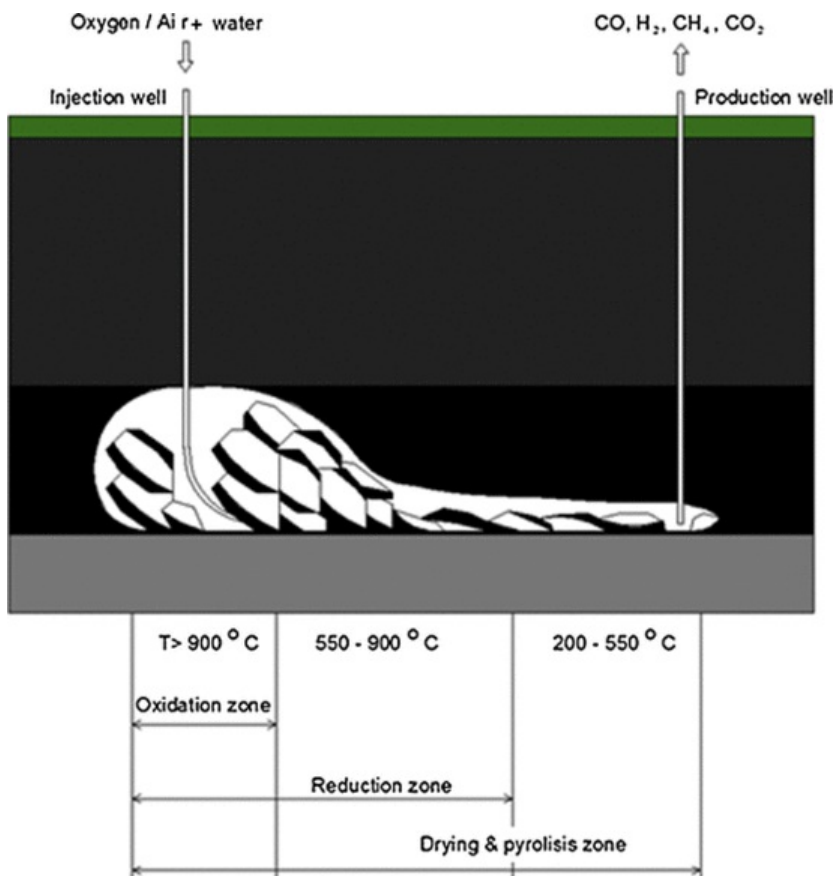 Oxygen / Ai r+ water
CO, H₂, CH₄, CO₂
Injection well
Production well
T> 900 °C
550 - 900 °C
200 - 550 °C
Oxidation zone
Reduction zone
Drying & pyrolisis zone